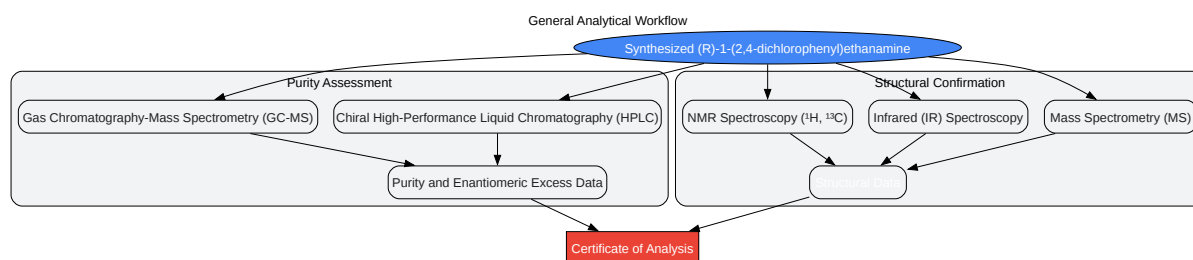 General Analytical Workflow
Synthesized (R)-1-(2,4-dichlorophenyl)ethanamine
Purity Assessment
Structural Confirmation
Gas Chromatography-Mass Spectrometry (GC-MS)
Chiral High-Performance Liquid Chromatography (HPLC)
NMR Spectroscopy (¹H, ¹³C)
Infrared (IR) Spectroscopy
Mass Spectrometry (MS)
Purity and Enantiomeric Excess Data
Structural Data
Certificate of Analysis